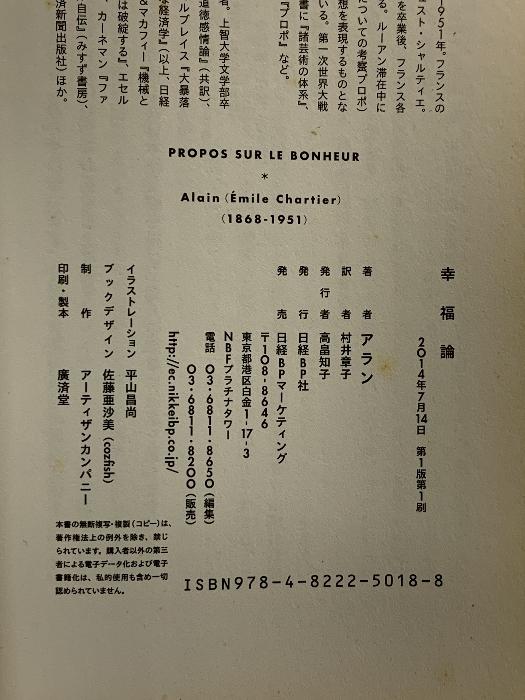 1951年。フランスの
スト・シャルティエ。
を卒業後、フランス各
る。ルーアン滞在中に
についての考察プロポ）
想を表現するものとな
いる。第一次世界大戦
書に『諸芸術の体系』、
『プロポ』など。
者。上智大学文学部卒
道徳感情論』（共訳）、
ルブレイス『大暴落
な経済学』（以上、日経
&マカフィー『機械と
は破綻する』、エセル
、カーネマン『ファ
自伝』（みすず書房）、
済新聞出版社）ほか。
PROPOS SUR LE BONHEUR
*
Alain (Émile Chartier)
(1868-1951)
幸福論
2014年7月14日 第1版第1刷
著者 アラン
訳者 村井章子
発行者 高畠知子
発行 日経BP社
発売 日経BPマーケティング
〒108-8646
東京都港区白金1-17-3
NBFプラチナタワー
電話 03・6811・8650（編集）
03・6811・8200（販売）
http://ec.nikkeibp.co.jp/
イラストレーション 平山昌尚
ブックデザイン 佐藤亜沙美（cozfish）
制作 アーティザンカンパニー
印刷・製本 廣済堂
本書の無断複写・複製（コピー）は、
著作権法上の例外を除き、禁じ
られています。購入者以外の第三
者による電子データ化および電子
書籍化は、私的使用も含め一切
認められていません。
ISBN978-4-8222-5018-8